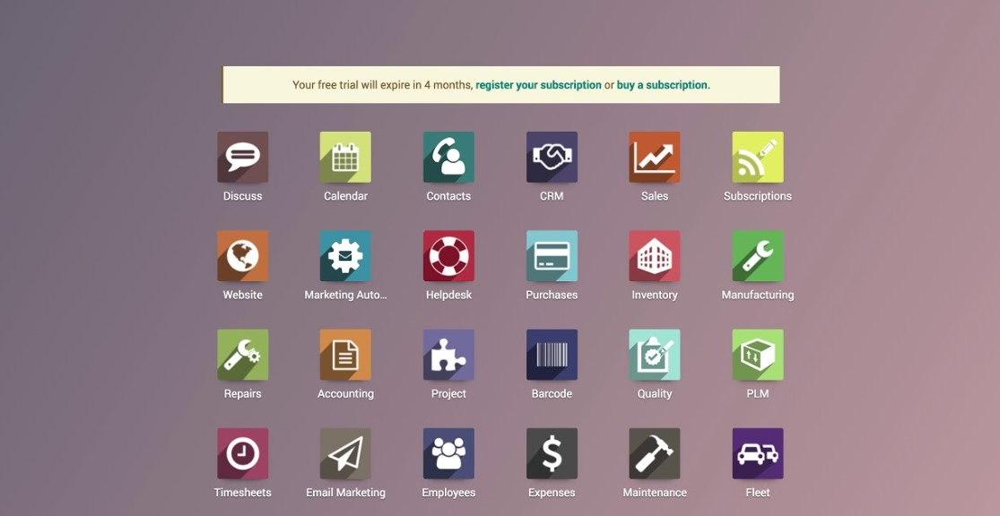 Your free trial will expire in 4 months, register your subscription or buy a subscription.
Discuss
Calendar
Contacts
CRM
Sales
Subscriptions
Website
Marketing Auto...
Helpdesk
Purchases
Inventory
Manufacturing
Repairs
Accounting
Project
Barcode
Quality
PLM
Timesheets
Email Marketing
Employees
Expenses
Maintenance
Fleet